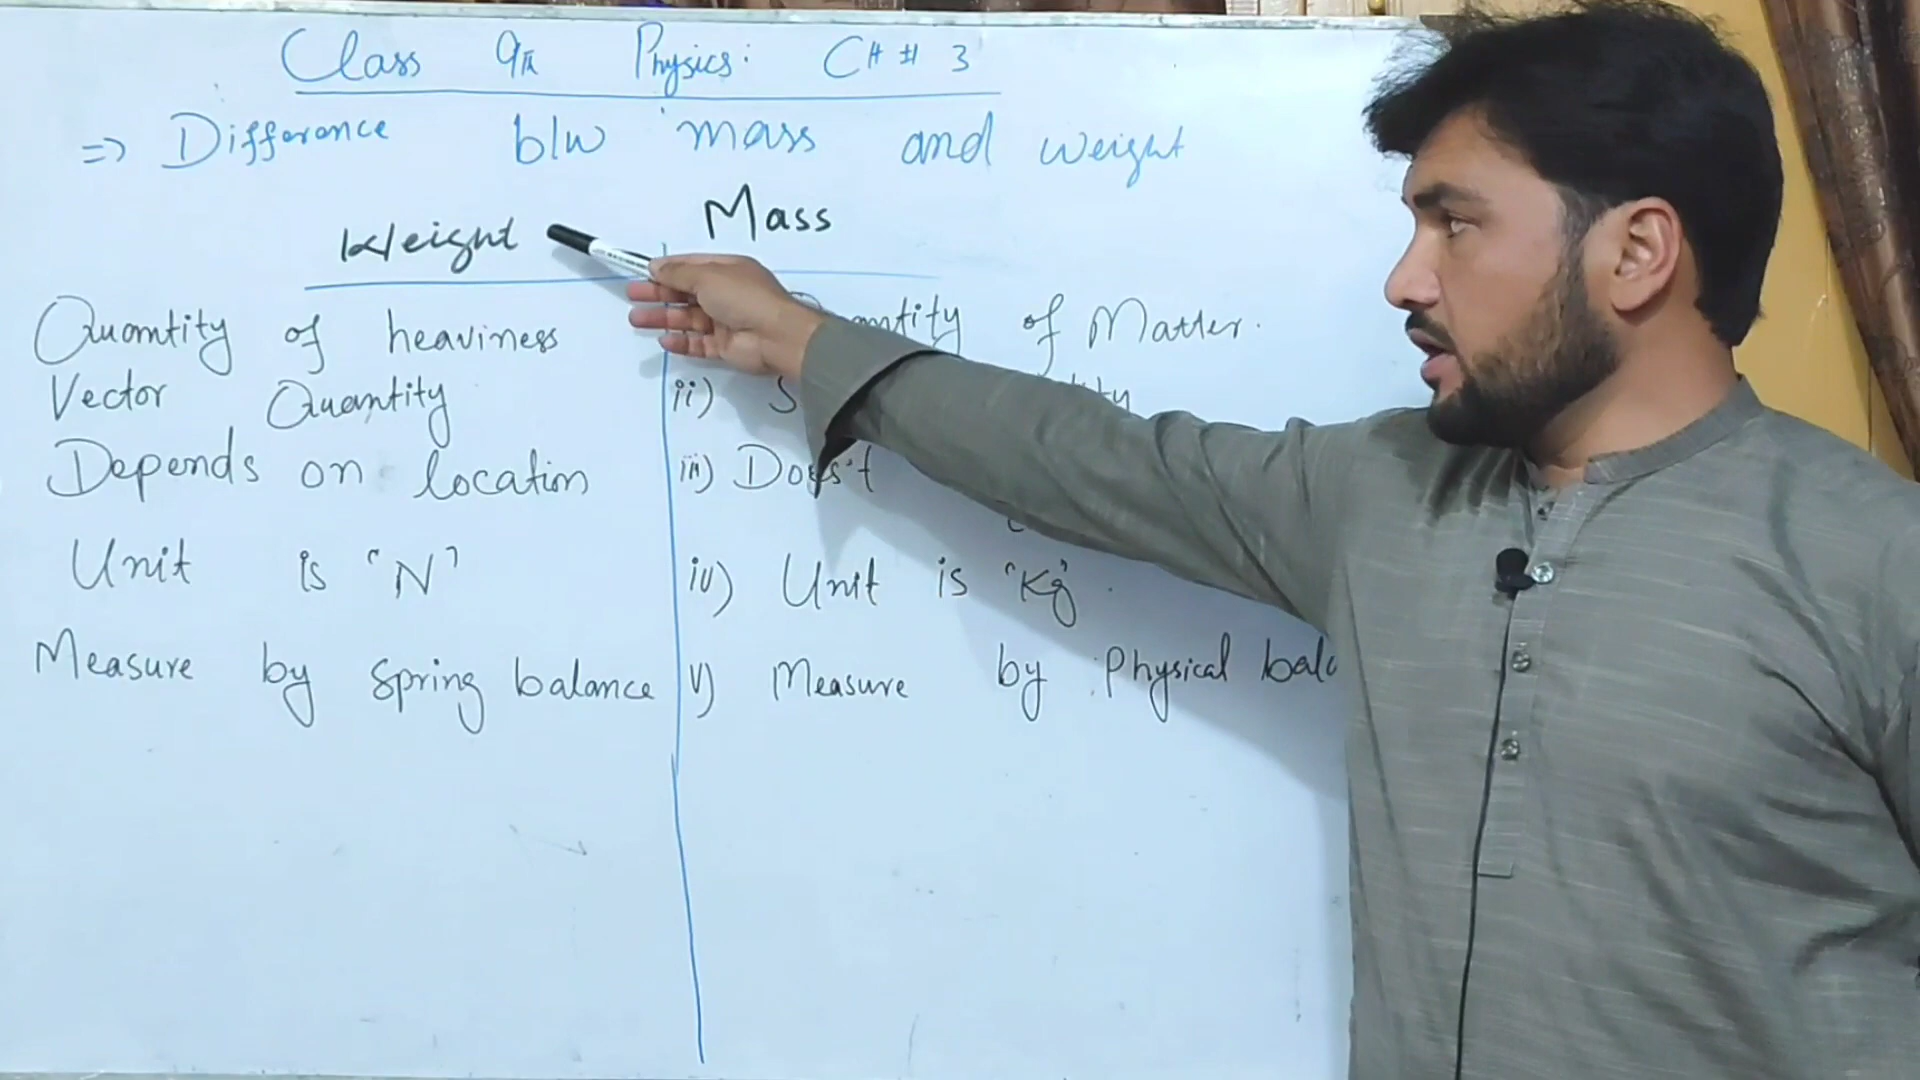 Class 9th Physics: CH # 3
=> Difference b/w mass and weight
Weight
Mass
Quantity of heaviness
Vector Quantity
Depends on location
Unit is 'N'
Measure by spring balance
of Matter.
ii)
iii) Does't
iv) Unit is 'Kg'.
v) Measure by Physical